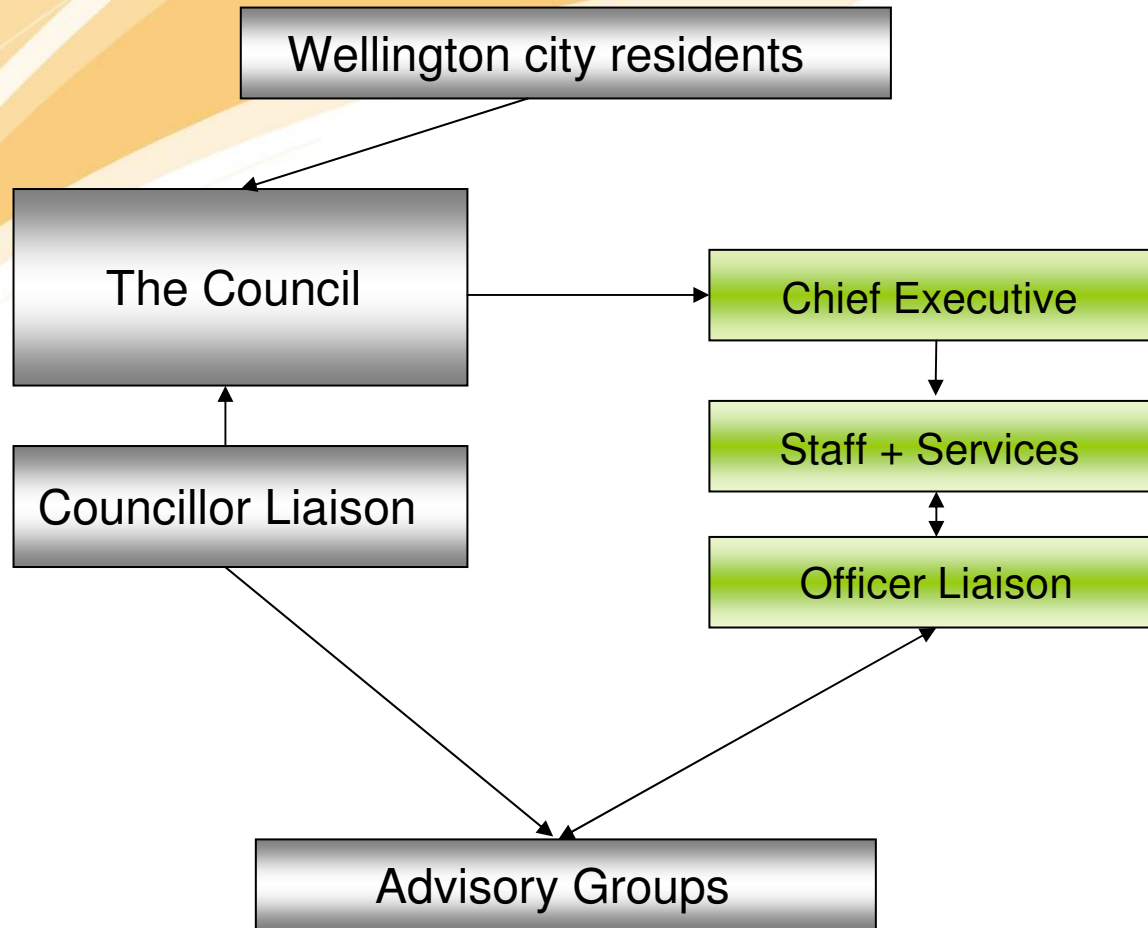 Wellington city residents
The Council
Chief Executive
Staff + Services
Councillor Liaison
Officer Liaison
Advisory Groups